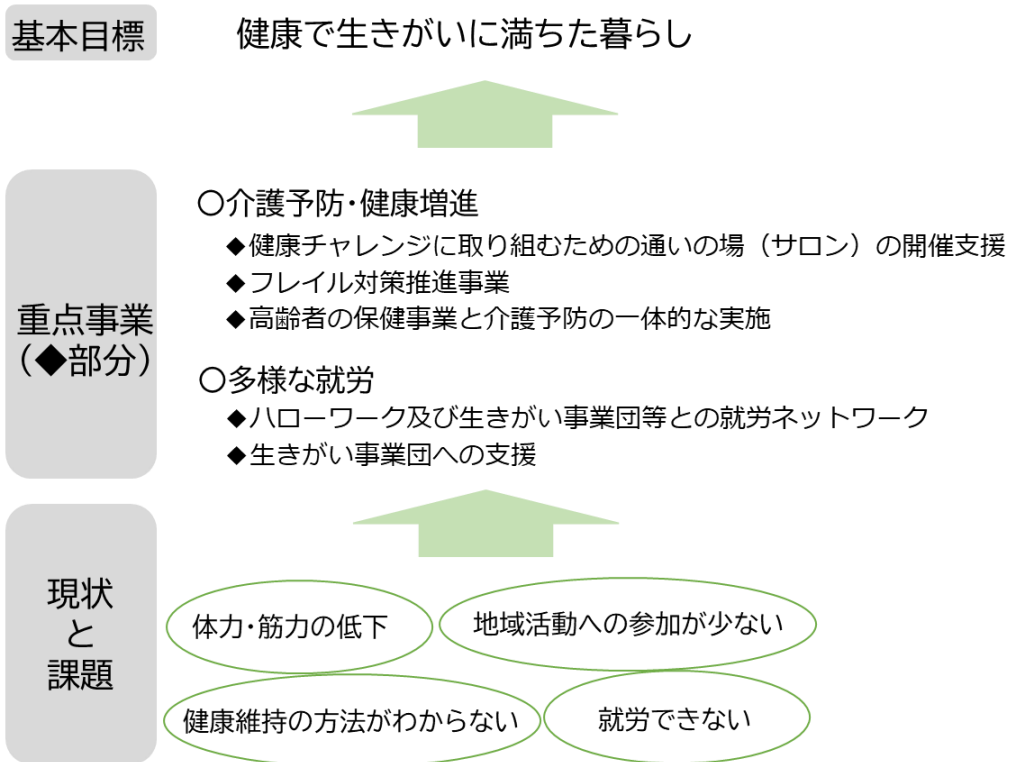 基本目標
健康で生きがいに満ちた暮らし
重点事業
（◆部分）
〇介護予防・健康増進
◆健康チャレンジに取り組むための通いの場（サロン）の開催支援
◆フレイル対策推進事業
◆高齢者の保健事業と介護予防の一体的な実施
〇多様な就労
◆ハローワーク及び生きがい事業団等との就労ネットワーク
◆生きがい事業団への支援
現状
と
課題
体力・筋力の低下
地域活動への参加が少ない
健康維持の方法がわからない
就労できない